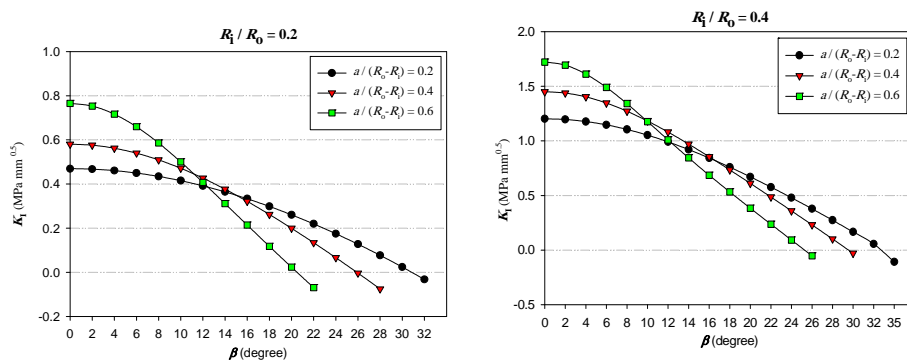 R_i / R_o = 0.2
1.0
0.8
0.6
0.4
0.2
0.0
-0.2
K_I (MPa mm^0.5)
a / (R_o-R_i) = 0.2
a / (R_o-R_i) = 0.4
a / (R_o-R_i) = 0.6
0 2 4 6 8 10 12 14 16 18 20 22 24 26 28 30 32
β (degree)
R_i / R_o = 0.4
2.0
1.5
1.0
0.5
0.0
-0.5
K_I (MPa mm^0.5)
a / (R_o-R_i) = 0.2
a / (R_o-R_i) = 0.4
a / (R_o-R_i) = 0.6
0 2 4 6 8 10 12 14 16 18 20 22 24 26 28 30 32 35
β (degree)